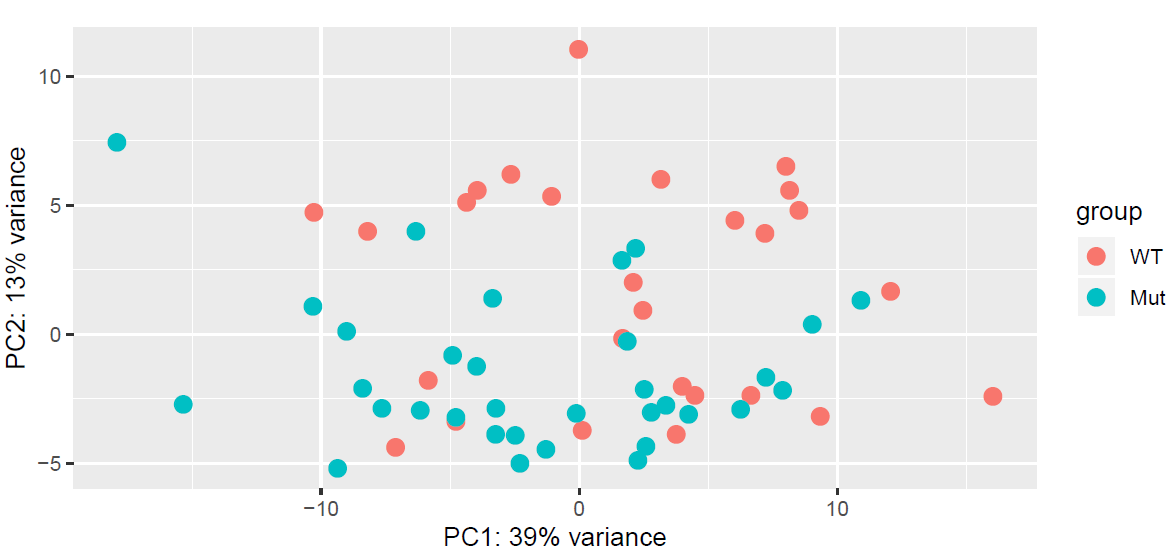 PC2: 13% variance
10
5
0
−5
−10
0
10
PC1: 39% variance
group
WT
Mut